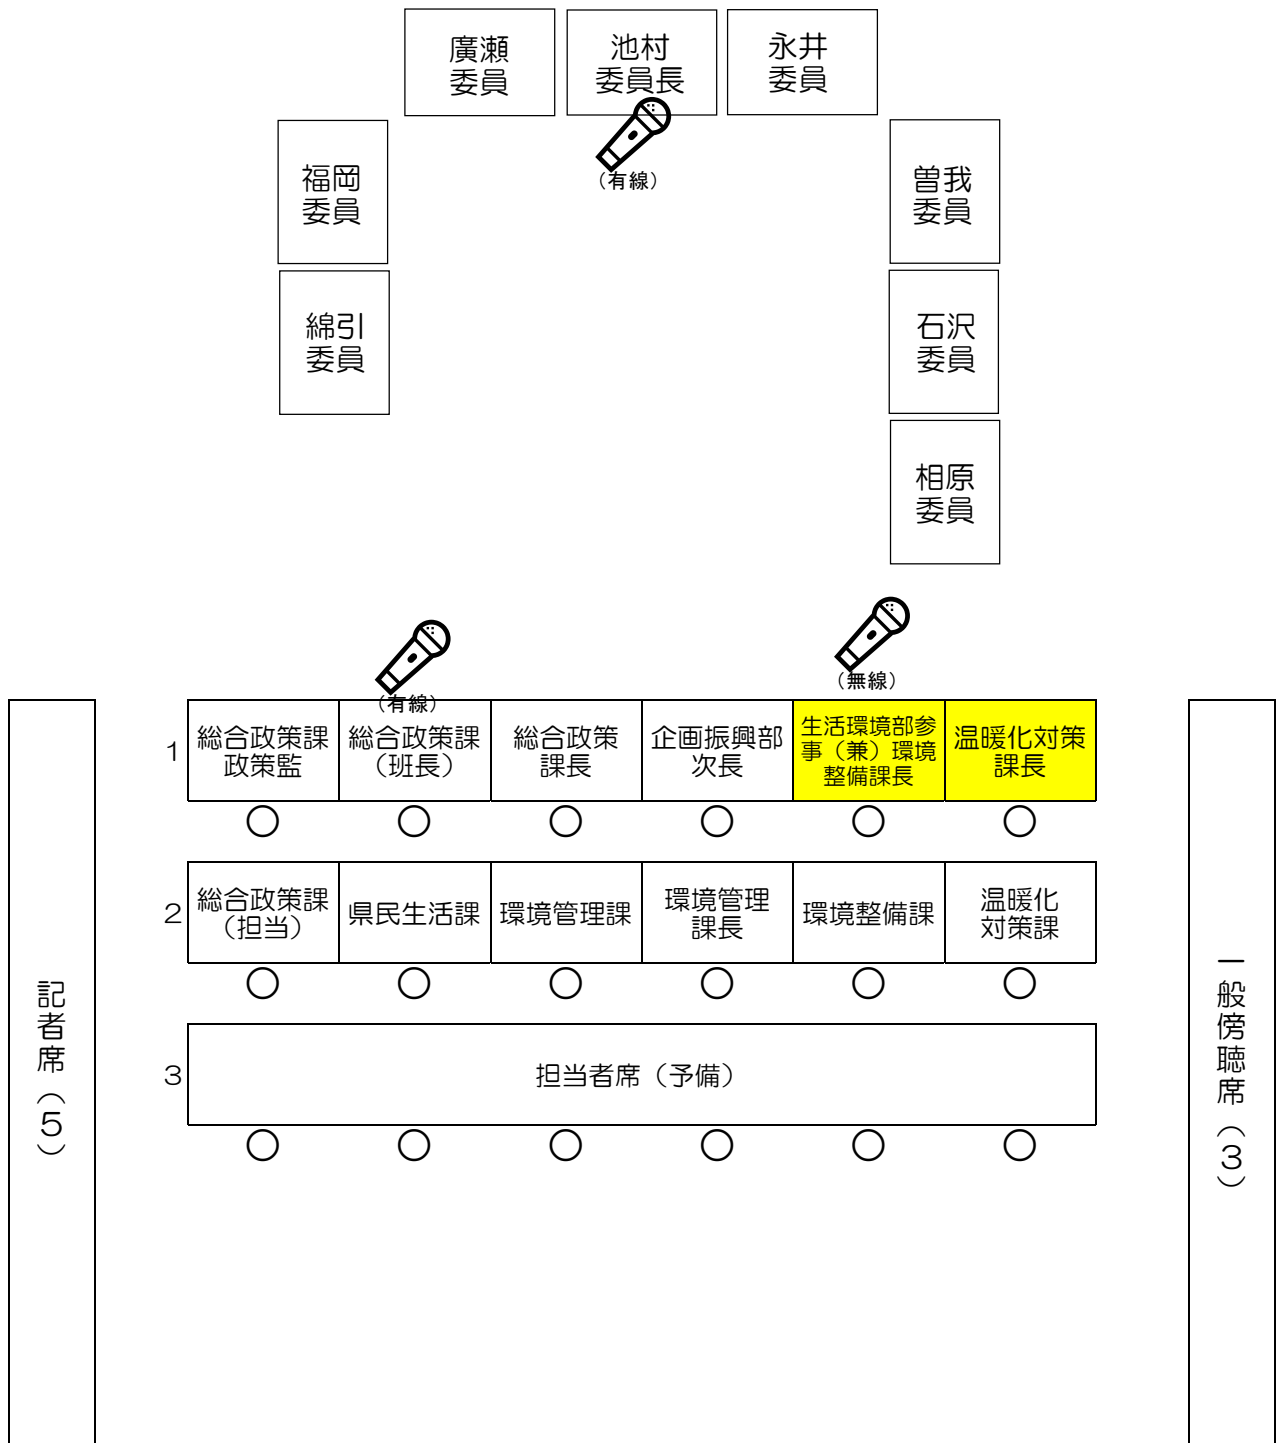 廣瀬
委員
池村
委員長
永井
委員
（有線）
福岡
委員
曽我
委員
綿引
委員
石沢
委員
相原
委員
（有線）
（無線）
1
総合政策課
政策監
総合政策課
（班長）
総合政策
課長
企画振興部
次長
生活環境部参
事（兼）環境
整備課長
温暖化対策
課長
2
総合政策課
（担当）
県民生活課
環境管理課
環境管理
課長
環境整備課
温暖化
対策課
3
担当者席（予備）
記者席（5）
一般傍聴席（3）